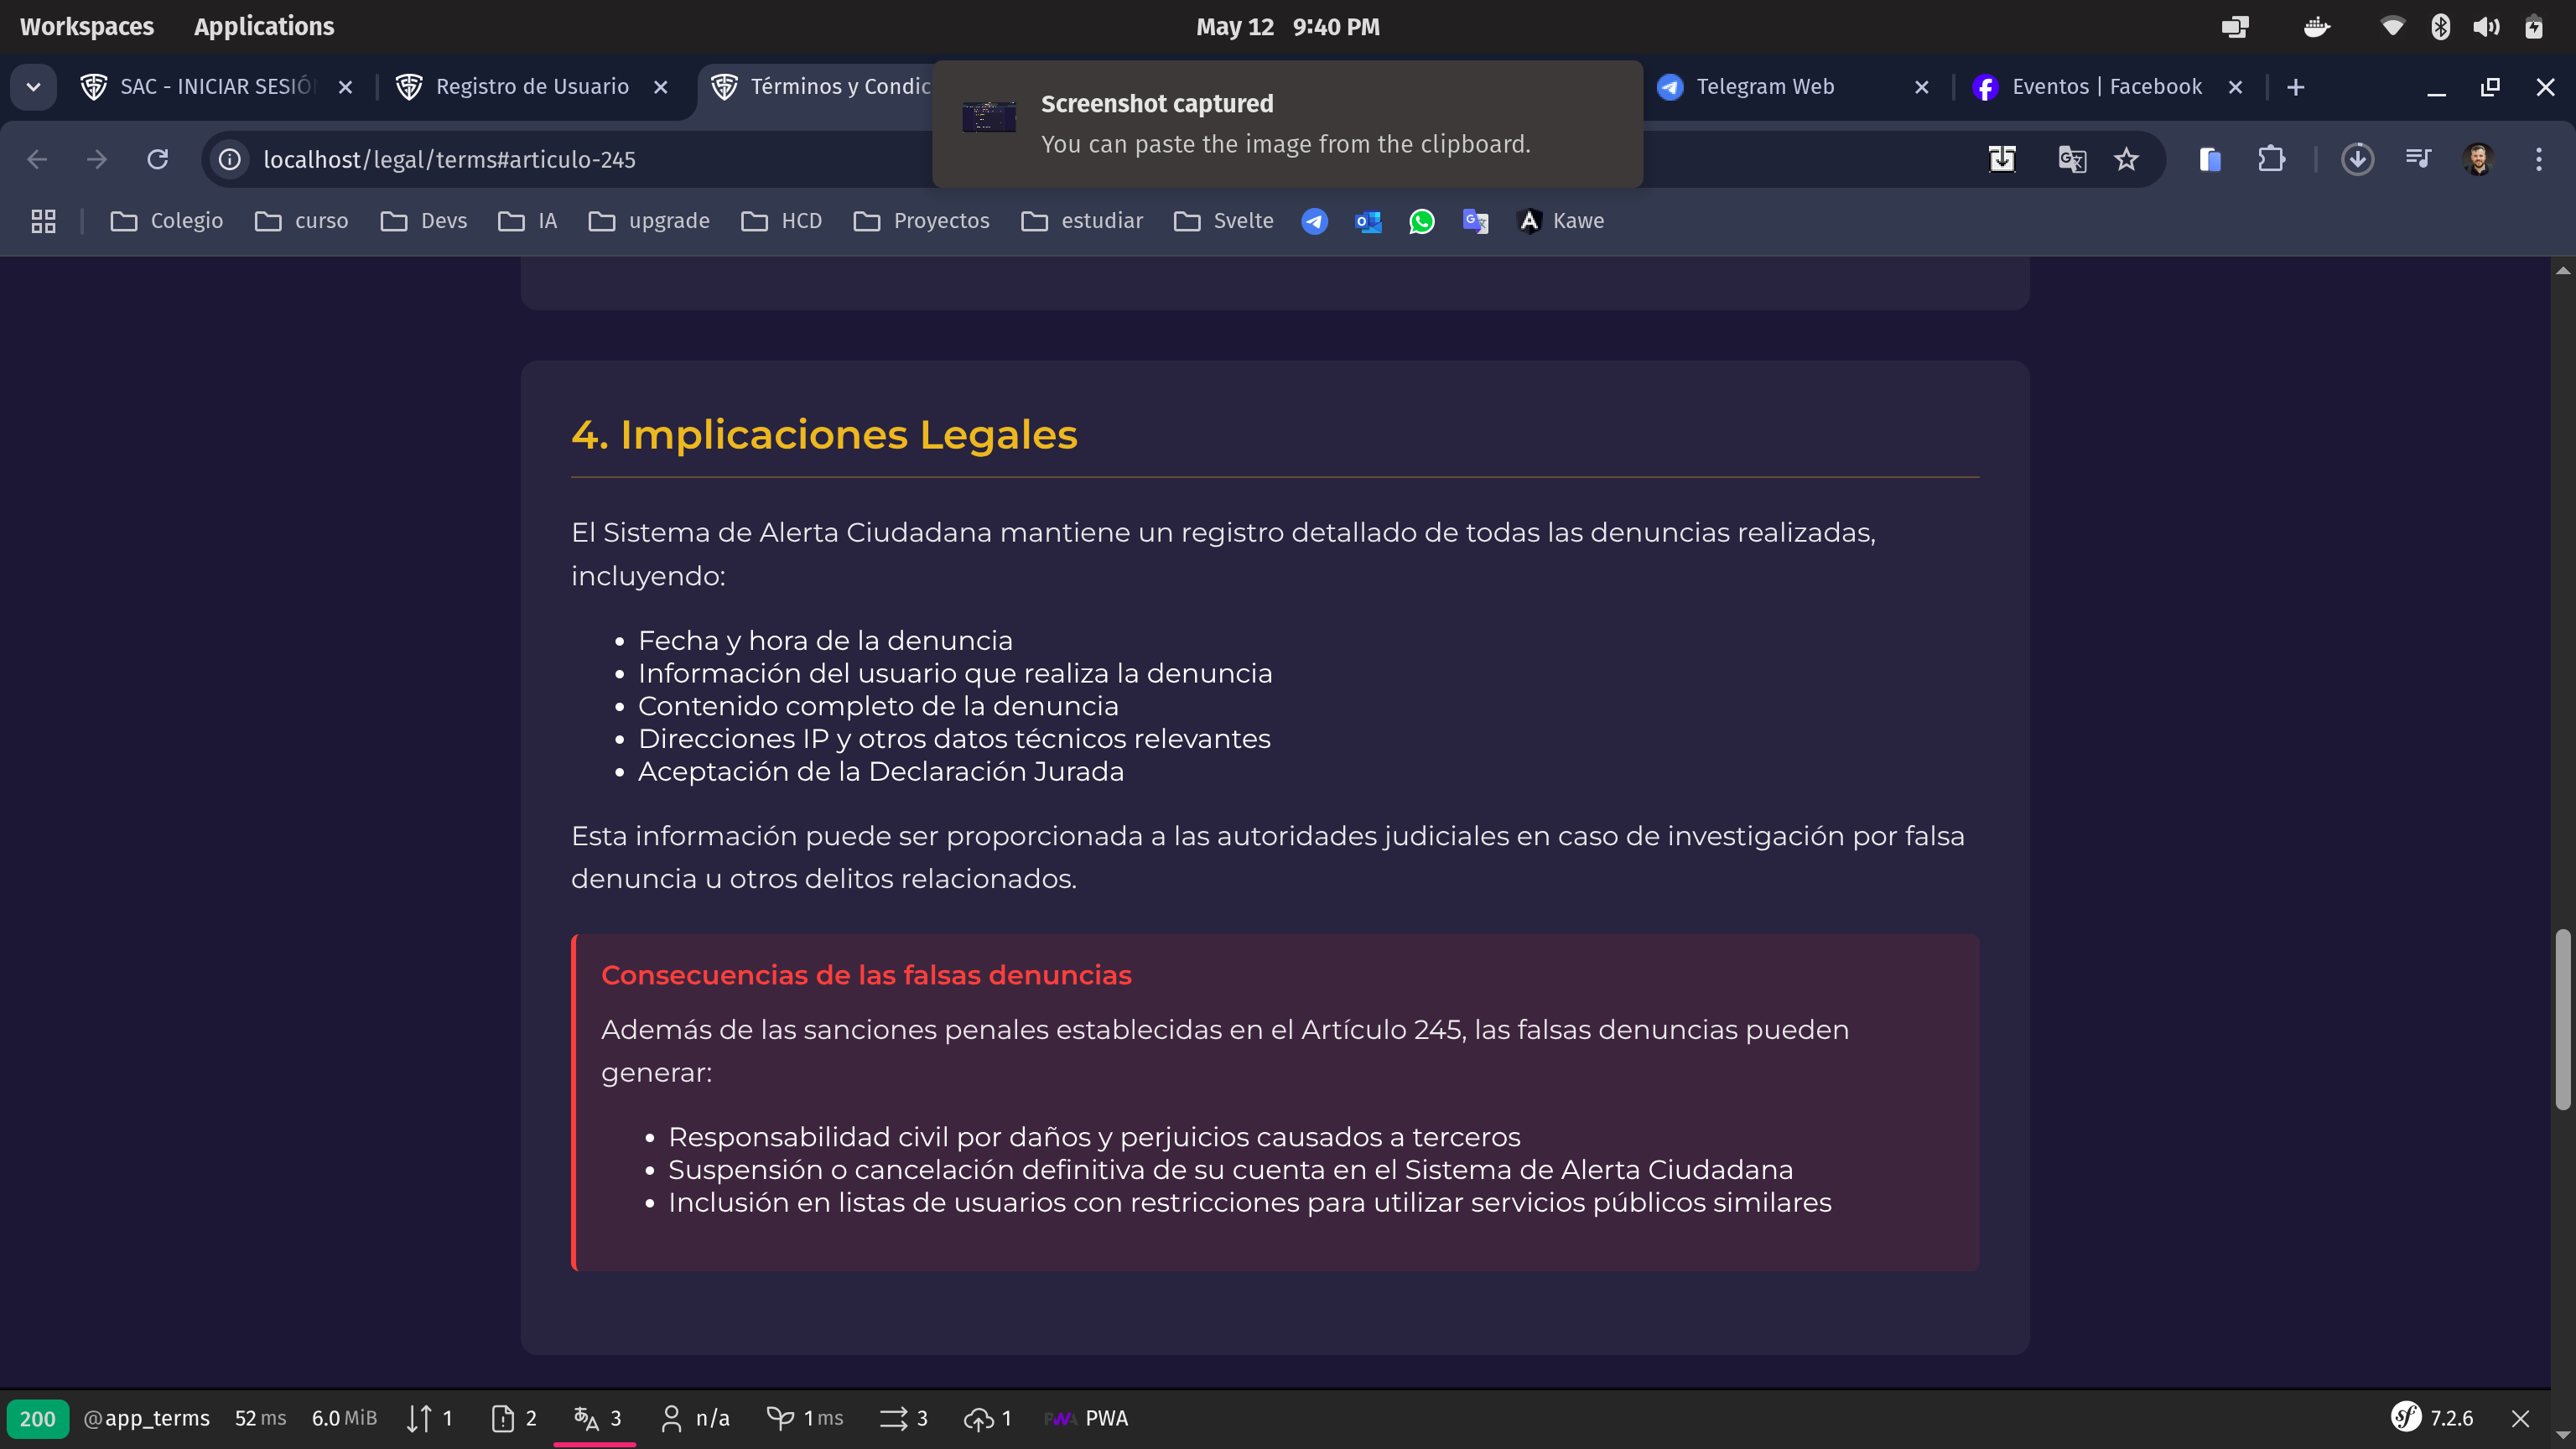 Workspaces Applications May 12 9:40 PM
SAC - INICIAR SESIÓ Registro de Usuario Términos y Condic Telegram Web Eventos | Facebook
Screenshot captured
You can paste the image from the clipboard.
localhost/legal/terms#articulo-245
Colegio curso Devs IA upgrade HCD Proyectos estudiar Svelte Kawe
4. Implicaciones Legales
El Sistema de Alerta Ciudadana mantiene un registro detallado de todas las denuncias realizadas,
incluyendo:
• Fecha y hora de la denuncia
• Información del usuario que realiza la denuncia
• Contenido completo de la denuncia
• Direcciones IP y otros datos técnicos relevantes
• Aceptación de la Declaración Jurada
Esta información puede ser proporcionada a las autoridades judiciales en caso de investigación por falsa
denuncia u otros delitos relacionados.
Consecuencias de las falsas denuncias
Además de las sanciones penales establecidas en el Artículo 245, las falsas denuncias pueden
generar:
• Responsabilidad civil por daños y perjuicios causados a terceros
• Suspensión o cancelación definitiva de su cuenta en el Sistema de Alerta Ciudadana
• Inclusión en listas de usuarios con restricciones para utilizar servicios públicos similares
200 @app_terms 52 ms 6.0 MiB 1 2 3 n/a 1 ms 3 1 PWA PWA sf 7.2.6